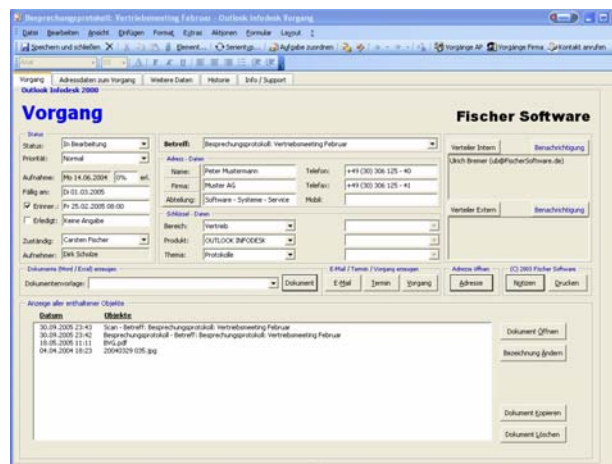 Besprechungsprotokoll: Vertriebsmeeting Februar - Outlook Infodesk Vorgang
Datei Bearbeiten Ansicht Einfügen Format Extras Aktionen Formular Layout ?
Speichern und schließen Element... Serientyp... Aufgabe zuordnen Vorgänge AP Vorgänge Firma Kontakt anrufen
Vorgang Adressdaten zum Vorgang Weitere Daten Historie Info / Support
Outlook Infodesk 2000
Vorgang Fischer Software
Status
Status: In Bearbeitung
Priorität: Normal
Aufnahme: Mo 14.06.2004 0% erl.
Fällig am: Di 01.03.2005
Erinner.: Fr 25.02.2005 08:00
Erledigt: Keine Angabe
Zuständig: Carsten Fischer
Aufnehmer: Dirk Scholze
Betreff: Besprechungsprotokoll: Vertriebsmeeting Februar
Adress - Daten
Name: Peter Mustermann Telefon: +49 (30) 306 125 - 40
Firma: Muster AG Telefax: +49 (30) 306 125 - 41
Abteilung: Software - Systeme - Service Mobil:
Schlüssel - Daten
Bereich: Vertrieb
Produkt: OUTLOOK INFODESK
Thema: Protokolle
Verteiler Intern Benachrichtigung
Ulrich Bremer (ub@FischerSoftware.de)
Verteiler Extern Benachrichtigung
Dokumente (Word / Excel) erzeugen
Dokumentenvorlage: Dokument
E-Mail / Termin / Vorgang erzeugen
E-Mail Termin Vorgang
Adresse öffnen
Adresse
(C) 2003 Fischer Software
Notizen Drucken
Anzeige aller enthaltener Objekte
Datum Objekte
30.09.2005 23:43 Scan - Betreff: Besprechungsprotokoll: Vertriebsmeeting Februar
30.09.2005 23:42 Besprechungsprotokoll - Betreff: Besprechungsprotokoll: Vertriebsmeeting Februar
18.05.2005 11:11 BVG.pdf
04.04.2004 18:23 20040329 035.jpg
Dokument Öffnen
Bezeichnung Ändern
Dokument Kopieren
Dokument Löschen